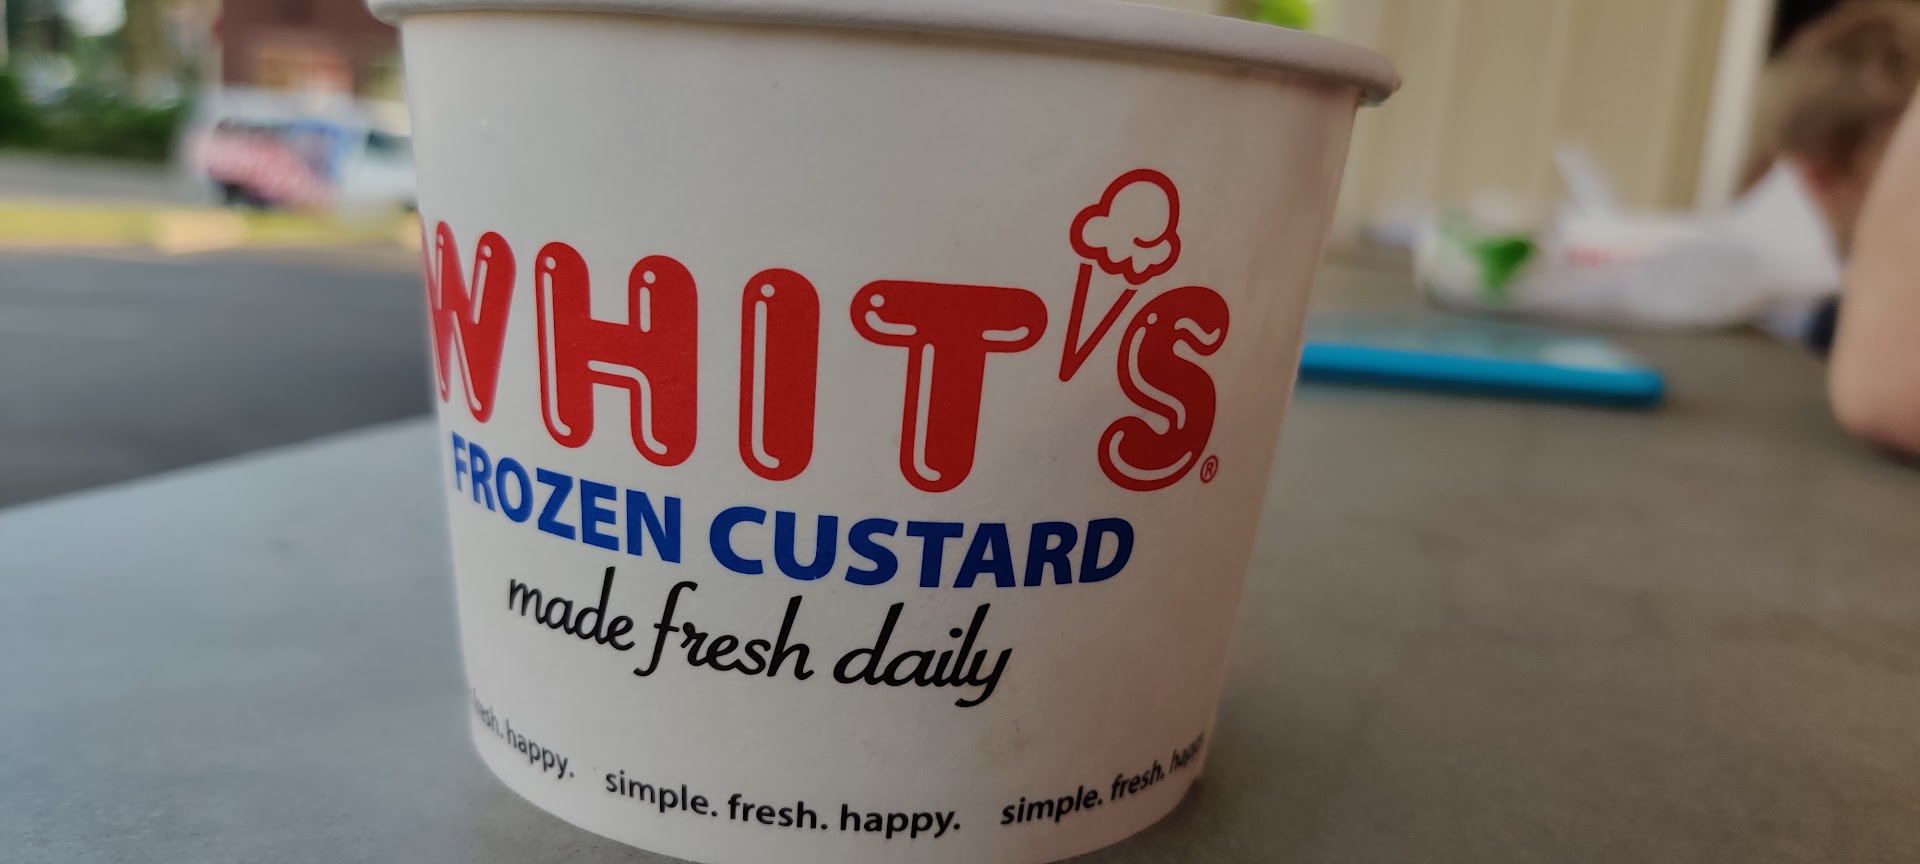 WHIT'S®
FROZEN CUSTARD
made fresh daily
happy. simple. fresh. happy. simple. fresh.